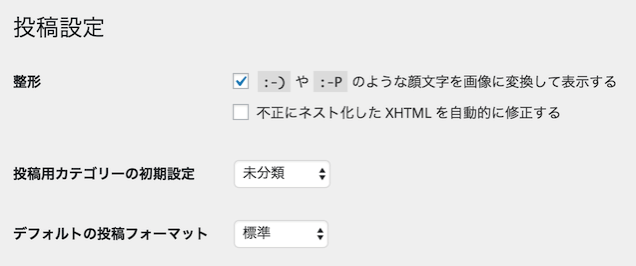 投稿設定
整形
:-) や :-P のような顔文字を画像に変換して表示する
不正にネスト化した XHTML を自動的に修正する
投稿用カテゴリーの初期設定 未分類
デフォルトの投稿フォーマット 標準